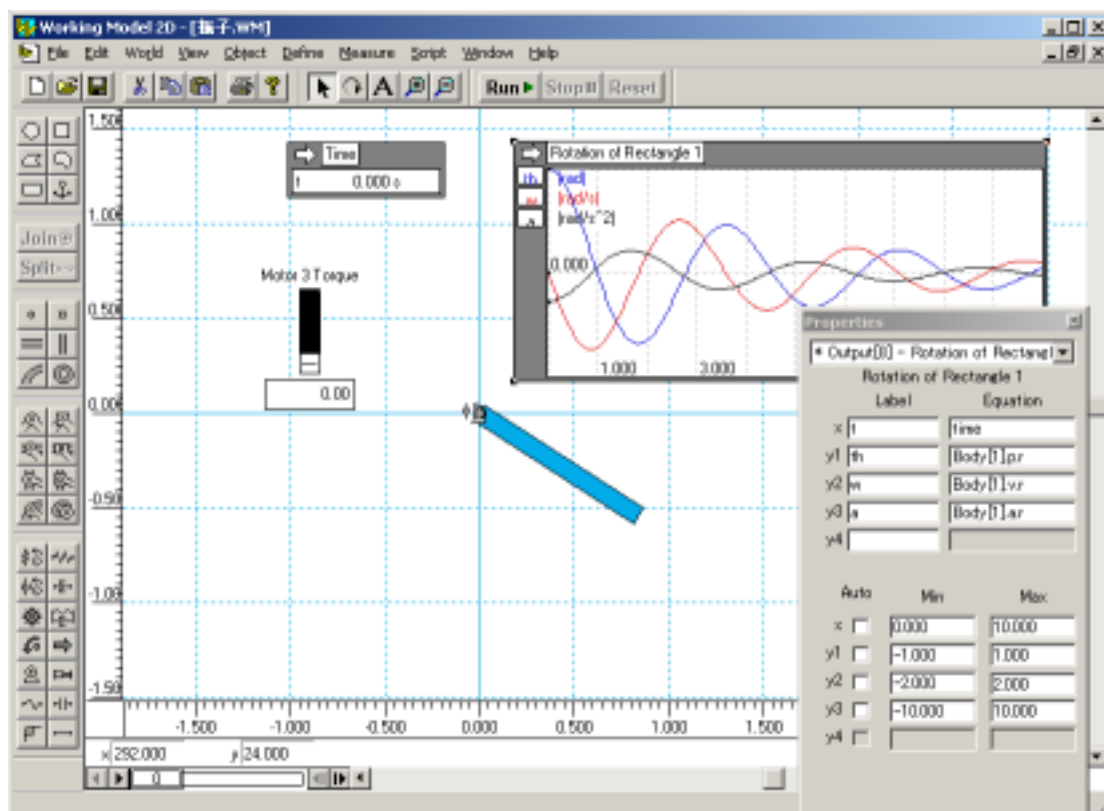 Working Model 2D - [振子.WM]
File Edit World View Object Define Measure Script Window Help
Run Stop Reset
Join
Split
1.500
1.000
0.500
0.000
-0.500
-1.000
-1.500
Time
t 0.000 s
Motor 3 Torque
0.00
Rotation of Rectangle 1
th [rad]
w [rad/s]
a [rad/s^2]
0.000
1.000 3.000
Properties
* Output[8] - Rotation of Rectangl
Rotation of Rectangle 1
Label Equation
x t time
y1 th Body[1].p.r
y2 w Body[1].v.r
y3 a Body[1].a.r
y4
Auto Min Max
x 0.000 10.000
y1 -1.000 1.000
y2 -2.000 2.000
y3 -10.000 10.000
y4
-1.500 -1.000 -0.500 0.000 0.500 1.000 1.500
x 292.000 y 24.000
0